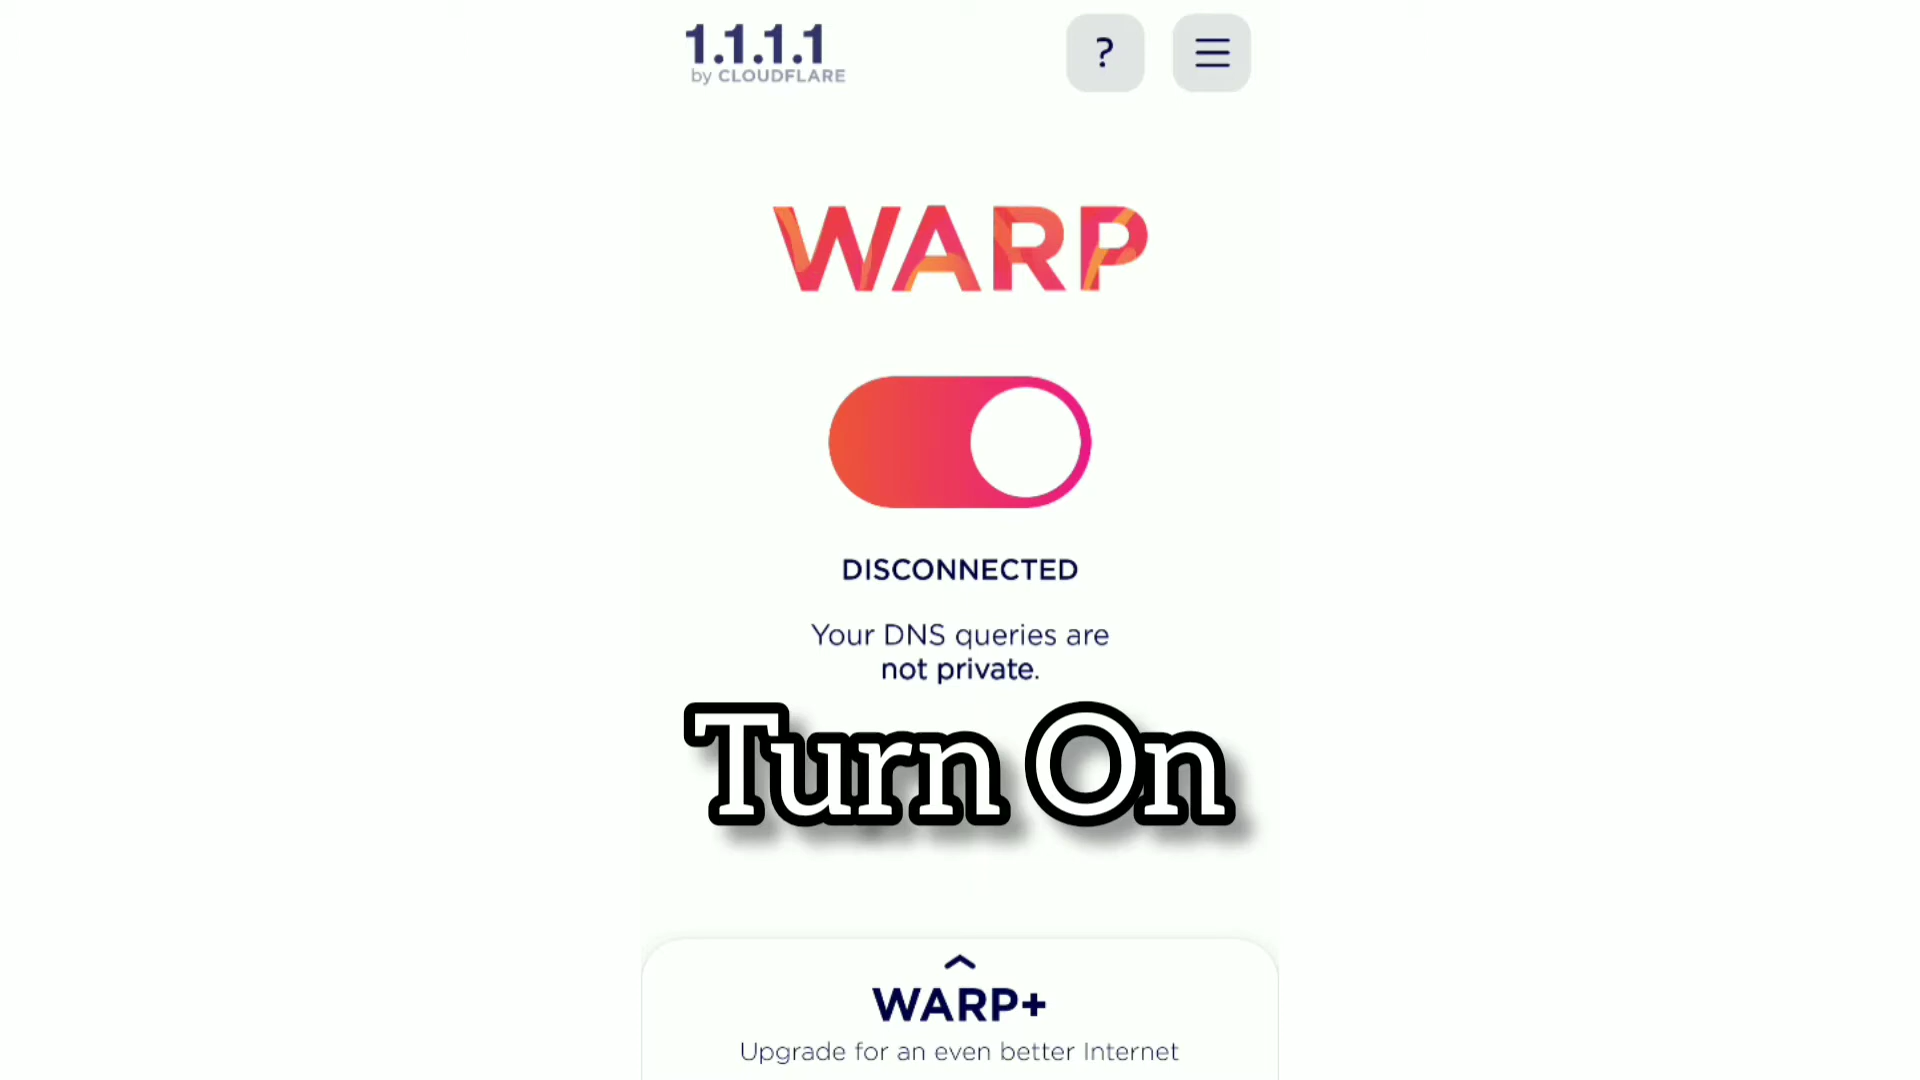 1.1.1.1
by CLOUDFLARE
?
WARP
DISCONNECTED
Your DNS queries are
not private.
Turn On
WARP+
Upgrade for an even better Internet